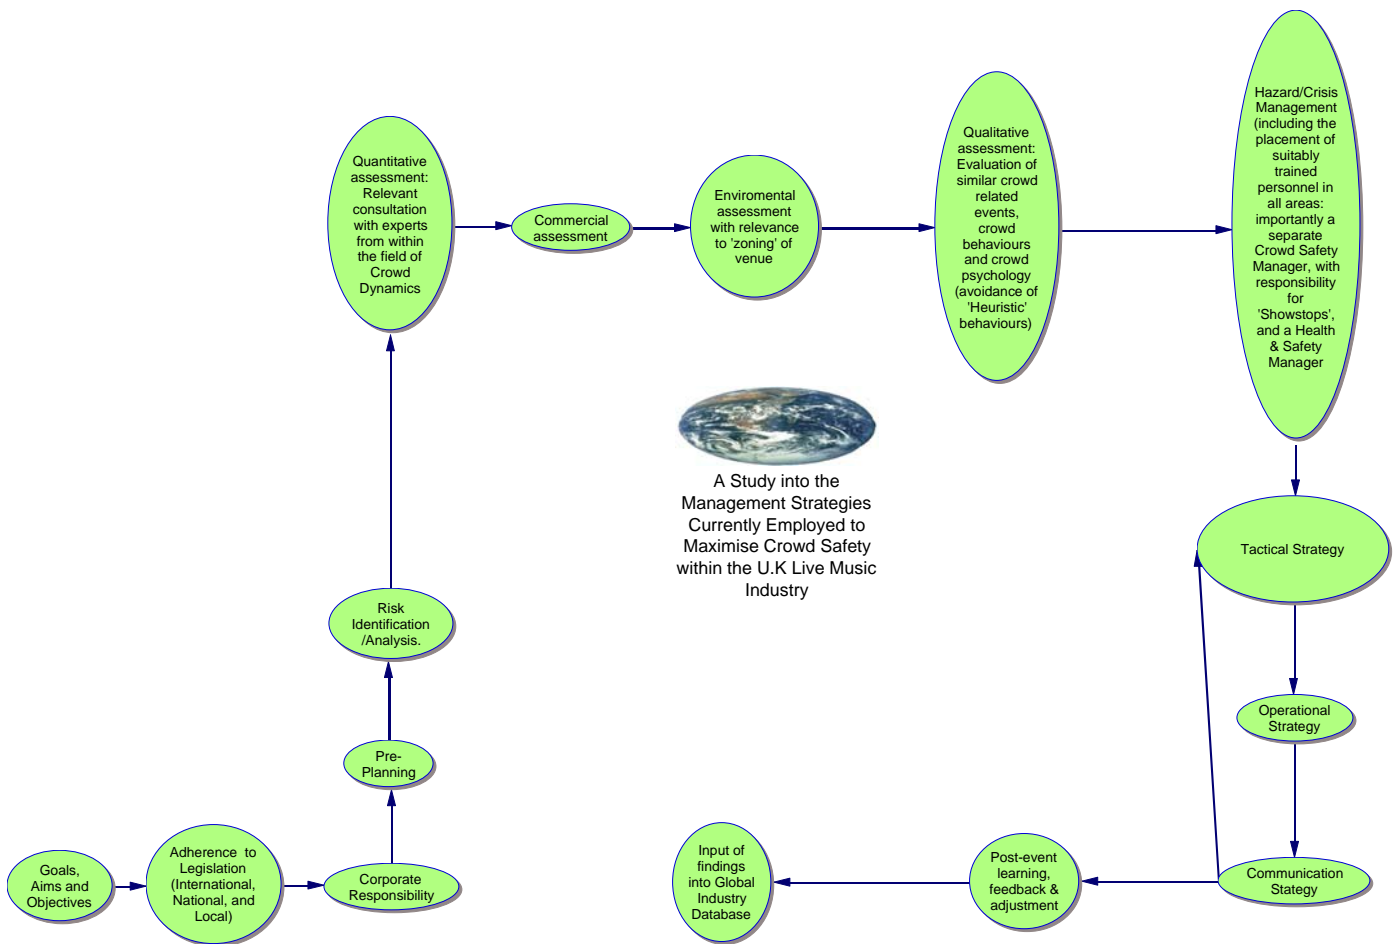 Goals,
Aims and
Objectives
Adherence to
Legislation
(International,
National, and
Local)
Corporate
Responsibility
Pre-
Planning
Risk
Identification
/Analysis.
Quantitative
assessment:
Relevant
consultation
with experts
from within
the field of
Crowd
Dynamics
Commercial
assessment
Enviromental
assessment
with relevance
to 'zoning' of
venue
Qualitative
assessment:
Evaluation of
similar crowd
related
events,
crowd
behaviours
and crowd
psychology
(avoidance of
'Heuristic'
behaviours)
Hazard/Crisis
Management
(including the
placement of
suitably
trained
personnel in
all areas:
importantly a
separate
Crowd Safety
Manager, with
responsibility
for
'Showstops',
and a Health
& Safety
Manager
Tactical Strategy
Operational
Strategy
Communication
Stategy
Post-event
learning,
feedback &
adjustment
Input of
findings
into Global
Industry
Database
A Study into the
Management Strategies
Currently Employed to
Maximise Crowd Safety
within the U.K Live Music
Industry